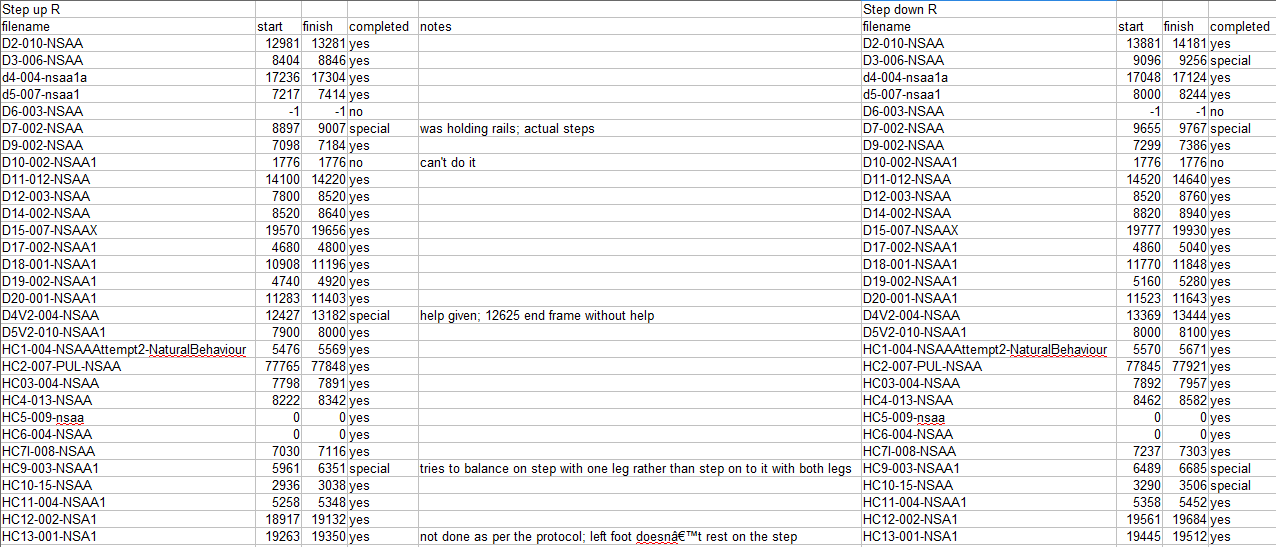 Step up R Step down R
filename start finish completed notes filename start finish completed
D2-010-NSAA 12981 13281 yes D2-010-NSAA 13881 14181 yes
D3-006-NSAA 8404 8846 yes D3-006-NSAA 9096 9256 special
d4-004-nsaa1a 17236 17304 yes d4-004-nsaa1a 17048 17124 yes
d5-007-nsaa1 7217 7414 yes d5-007-nsaa1 8000 8244 yes
D6-003-NSAA -1 -1 no D6-003-NSAA -1 -1 no
D7-002-NSAA 8897 9007 special was holding rails; actual steps D7-002-NSAA 9655 9767 special
D9-002-NSAA 7098 7184 yes D9-002-NSAA 7299 7386 yes
D10-002-NSAA1 1776 1776 no can't do it D10-002-NSAA1 1776 1776 no
D11-012-NSAA 14100 14220 yes D11-012-NSAA 14520 14640 yes
D12-003-NSAA 7800 8520 yes D12-003-NSAA 8520 8760 yes
D14-002-NSAA 8520 8640 yes D14-002-NSAA 8820 8940 yes
D15-007-NSAAX 19570 19656 yes D15-007-NSAAX 19777 19930 yes
D17-002-NSAA1 4680 4800 yes D17-002-NSAA1 4860 5040 yes
D18-001-NSAA1 10908 11196 yes D18-001-NSAA1 11770 11848 yes
D19-002-NSAA1 4740 4920 yes D19-002-NSAA1 5160 5280 yes
D20-001-NSAA1 11283 11403 yes D20-001-NSAA1 11523 11643 yes
D4V2-004-NSAA 12427 13182 special help given; 12625 end frame without help D4V2-004-NSAA 13369 13444 yes
D5V2-010-NSAA1 7900 8000 yes D5V2-010-NSAA1 8000 8100 yes
HC1-004-NSAAAttempt2-NaturalBehaviour 5476 5569 yes HC1-004-NSAAAttempt2-NaturalBehaviour 5570 5671 yes
HC2-007-PUL-NSAA 77765 77848 yes HC2-007-PUL-NSAA 77845 77921 yes
HC03-004-NSAA 7798 7891 yes HC03-004-NSAA 7892 7957 yes
HC4-013-NSAA 8222 8342 yes HC4-013-NSAA 8462 8582 yes
HC5-009-nsaa 0 0 yes HC5-009-nsaa 0 0 yes
HC6-004-NSAA 0 0 yes HC6-004-NSAA 0 0 yes
HC7I-008-NSAA 7030 7116 yes HC7I-008-NSAA 7237 7303 yes
HC9-003-NSAA1 5961 6351 special tries to balance on step with one leg rather than step on to it with both legs HC9-003-NSAA1 6489 6685 special
HC10-15-NSAA 2936 3038 yes HC10-15-NSAA 3290 3506 special
HC11-004-NSAA1 5258 5348 yes HC11-004-NSAA1 5358 5452 yes
HC12-002-NSA1 18917 19132 yes HC12-002-NSA1 19561 19684 yes
HC13-001-NSA1 19263 19350 yes not done as per the protocol; left foot doesnâ€™t rest on the step HC13-001-NSA1 19445 19512 yes